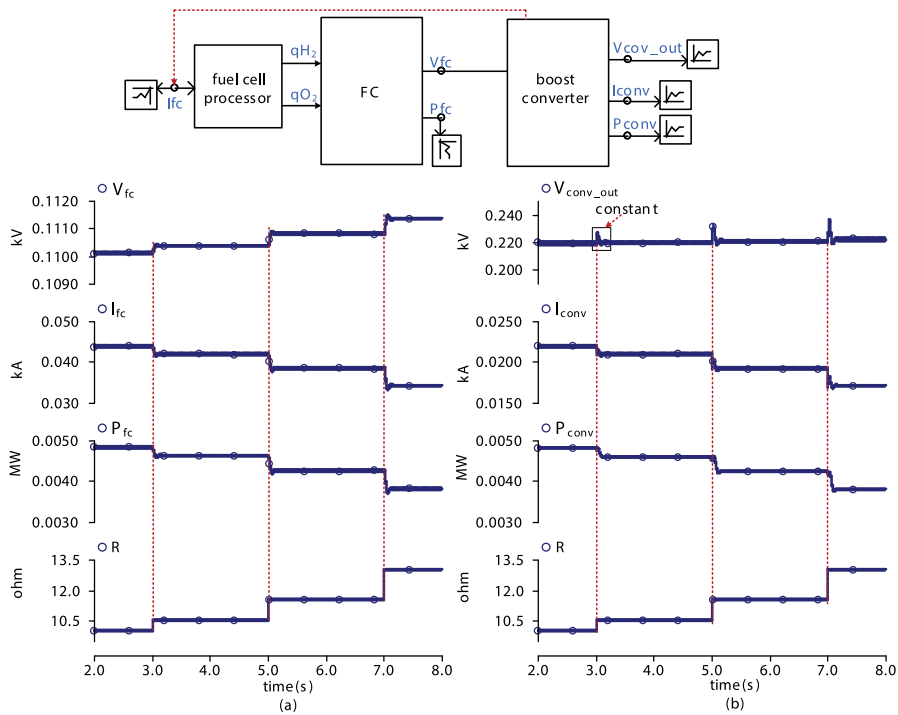 fuel cell
processor
Ifc
qH2
qO2
FC
Vfc
Pfc
boost
converter
Vcov_out
Iconv
Pconv
Vfc
0.1120
0.1110
0.1100
0.1090
kV
Ifc
0.050
0.040
0.030
kA
Pfc
0.0050
0.0040
0.0030
MW
R
13.5
12.0
10.5
ohm
2.0 3.0 4.0 5.0 6.0 7.0 8.0
time(s)
(a)
Vconv_out
constant
0.240
0.220
0.200
kV
Iconv
0.0250
0.0200
0.0150
kA
Pconv
0.0050
0.0040
0.0030
MW
R
13.5
12.0
10.5
ohm
2.0 3.0 4.0 5.0 6.0 7.0 8.0
time(s)
(b)